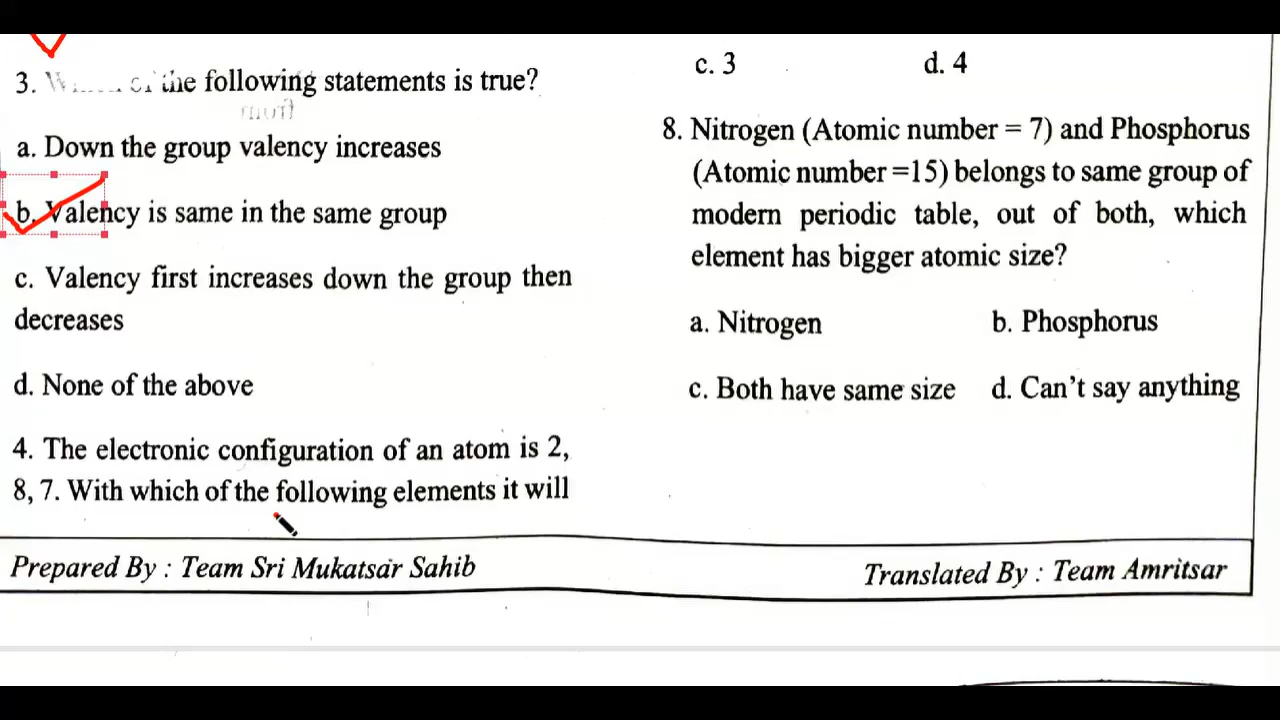 3. the following statements is true?
a. Down the group valency increases
b. Valency is same in the same group
c. Valency first increases down the group then
decreases
d. None of the above
4. The electronic configuration of an atom is 2,
8, 7. With which of the following elements it will
c. 3 d. 4
8. Nitrogen (Atomic number = 7) and Phosphorus
(Atomic number =15) belongs to same group of
modern periodic table, out of both, which
element has bigger atomic size?
a. Nitrogen b. Phosphorus
c. Both have same size d. Can't say anything
Prepared By : Team Sri Mukatsar Sahib Translated By : Team Amritsar